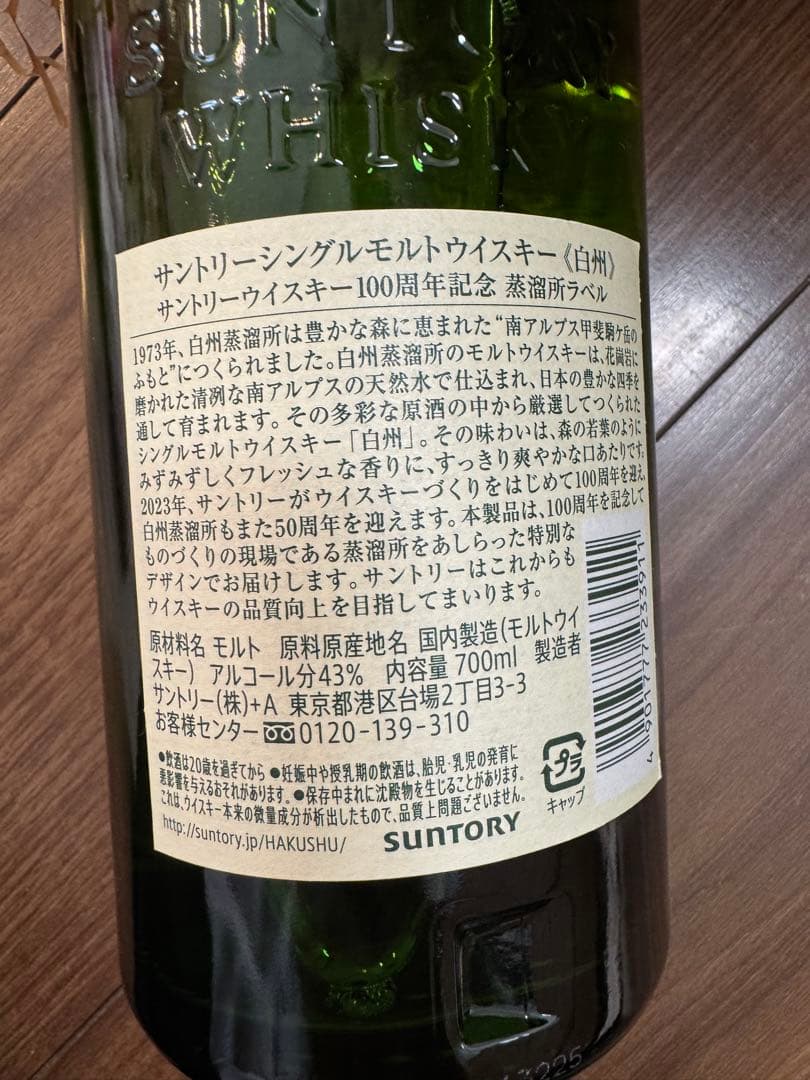 SUNTORY
WHISKY
サントリーシングルモルトウイスキー《白州》
サントリーウイスキー100周年記念 蒸溜所ラベル
1973年、白州蒸溜所は豊かな森に恵まれた“南アルプス甲斐駒ケ岳の
ふもと”につくられました。白州蒸溜所のモルトウイスキーは、花崗岩に
磨かれた清冽な南アルプスの天然水で仕込まれ、日本の豊かな四季を
通して育まれます。その多彩な原酒の中から厳選してつくられた
シングルモルトウイスキー「白州」。その味わいは、森の若葉のように
みずみずしくフレッシュな香りに、すっきり爽やかな口あたりです。
2023年、サントリーがウイスキーづくりをはじめて100周年を迎え、
白州蒸溜所もまた50周年を迎えます。本製品は、100周年を記念して
ものづくりの現場である蒸溜所をあしらった特別な
デザインでお届けします。サントリーはこれからも
ウイスキーの品質向上を目指してまいります。
原材料名 モルト 原料原産地名 国内製造(モルトウイ
スキー) アルコール分43% 内容量 700ml 製造者
サントリー(株)+A 東京都港区台場2丁目3-3
お客様センター 0120-139-310
●飲酒は20歳を過ぎてから ●妊娠中や授乳期の飲酒は、胎児・乳児の発育に
悪影響を与えるおそれがあります。●保存中まれに沈殿物を生じることがあります。
これは、ウイスキー本来の微量成分が析出したもので、品質上問題ございません。
http://suntory.jp/HAKUSHU/
SUNTORY
プラ
キャップ
4 901777 233911